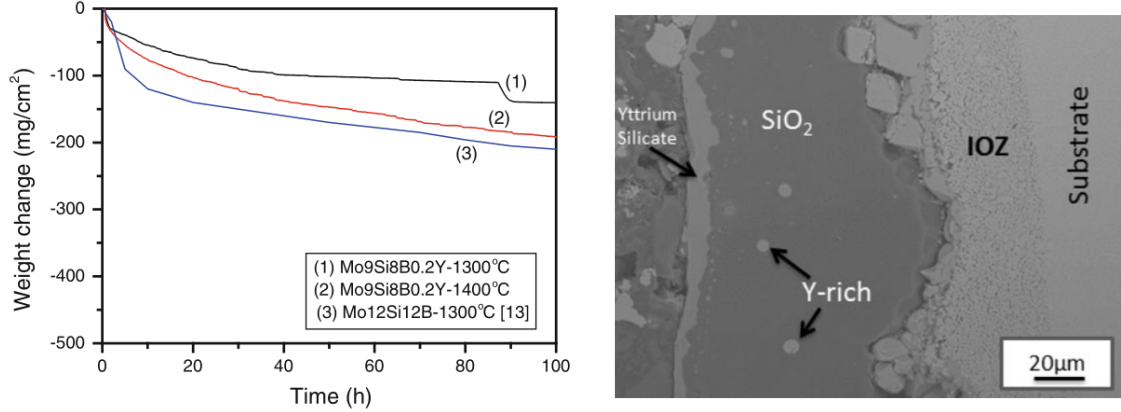 Weight change (mg/cm²)
0
-100
-200
-300
-400
-500
0
20
40
60
80
100
Time (h)
(1)
(2)
(3)
(1) Mo9Si8B0.2Y-1300°C
(2) Mo9Si8B0.2Y-1400°C
(3) Mo12Si12B-1300°C [13]
Yttrium
Silicate
SiO₂
IOZ
Substrate
Y-rich
20μm